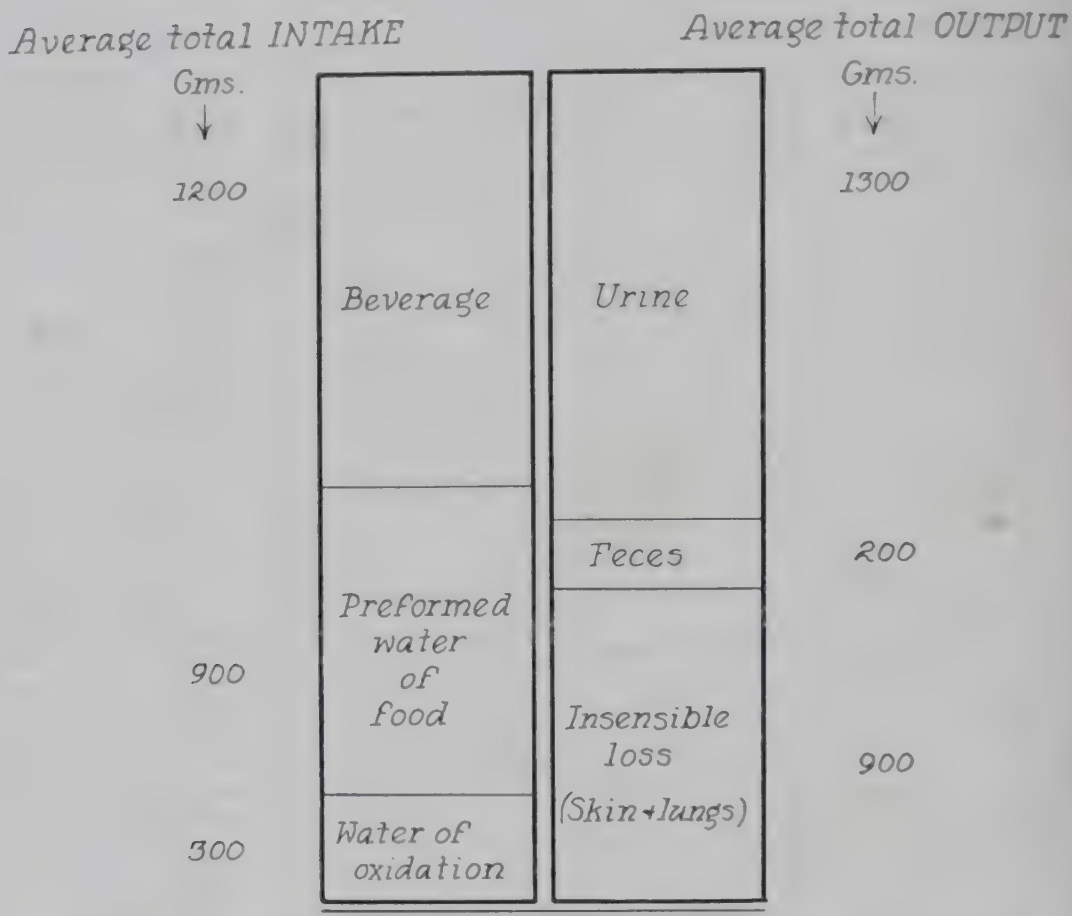 Average total INTAKE
Gms.
↓
1200
900
300
Beverage
Preformed
water
of
food
Water of
oxidation
Average total OUTPUT
Gms.
↓
1300
200
900
Urine
Feces
Insensible
loss
(Skin + lungs)